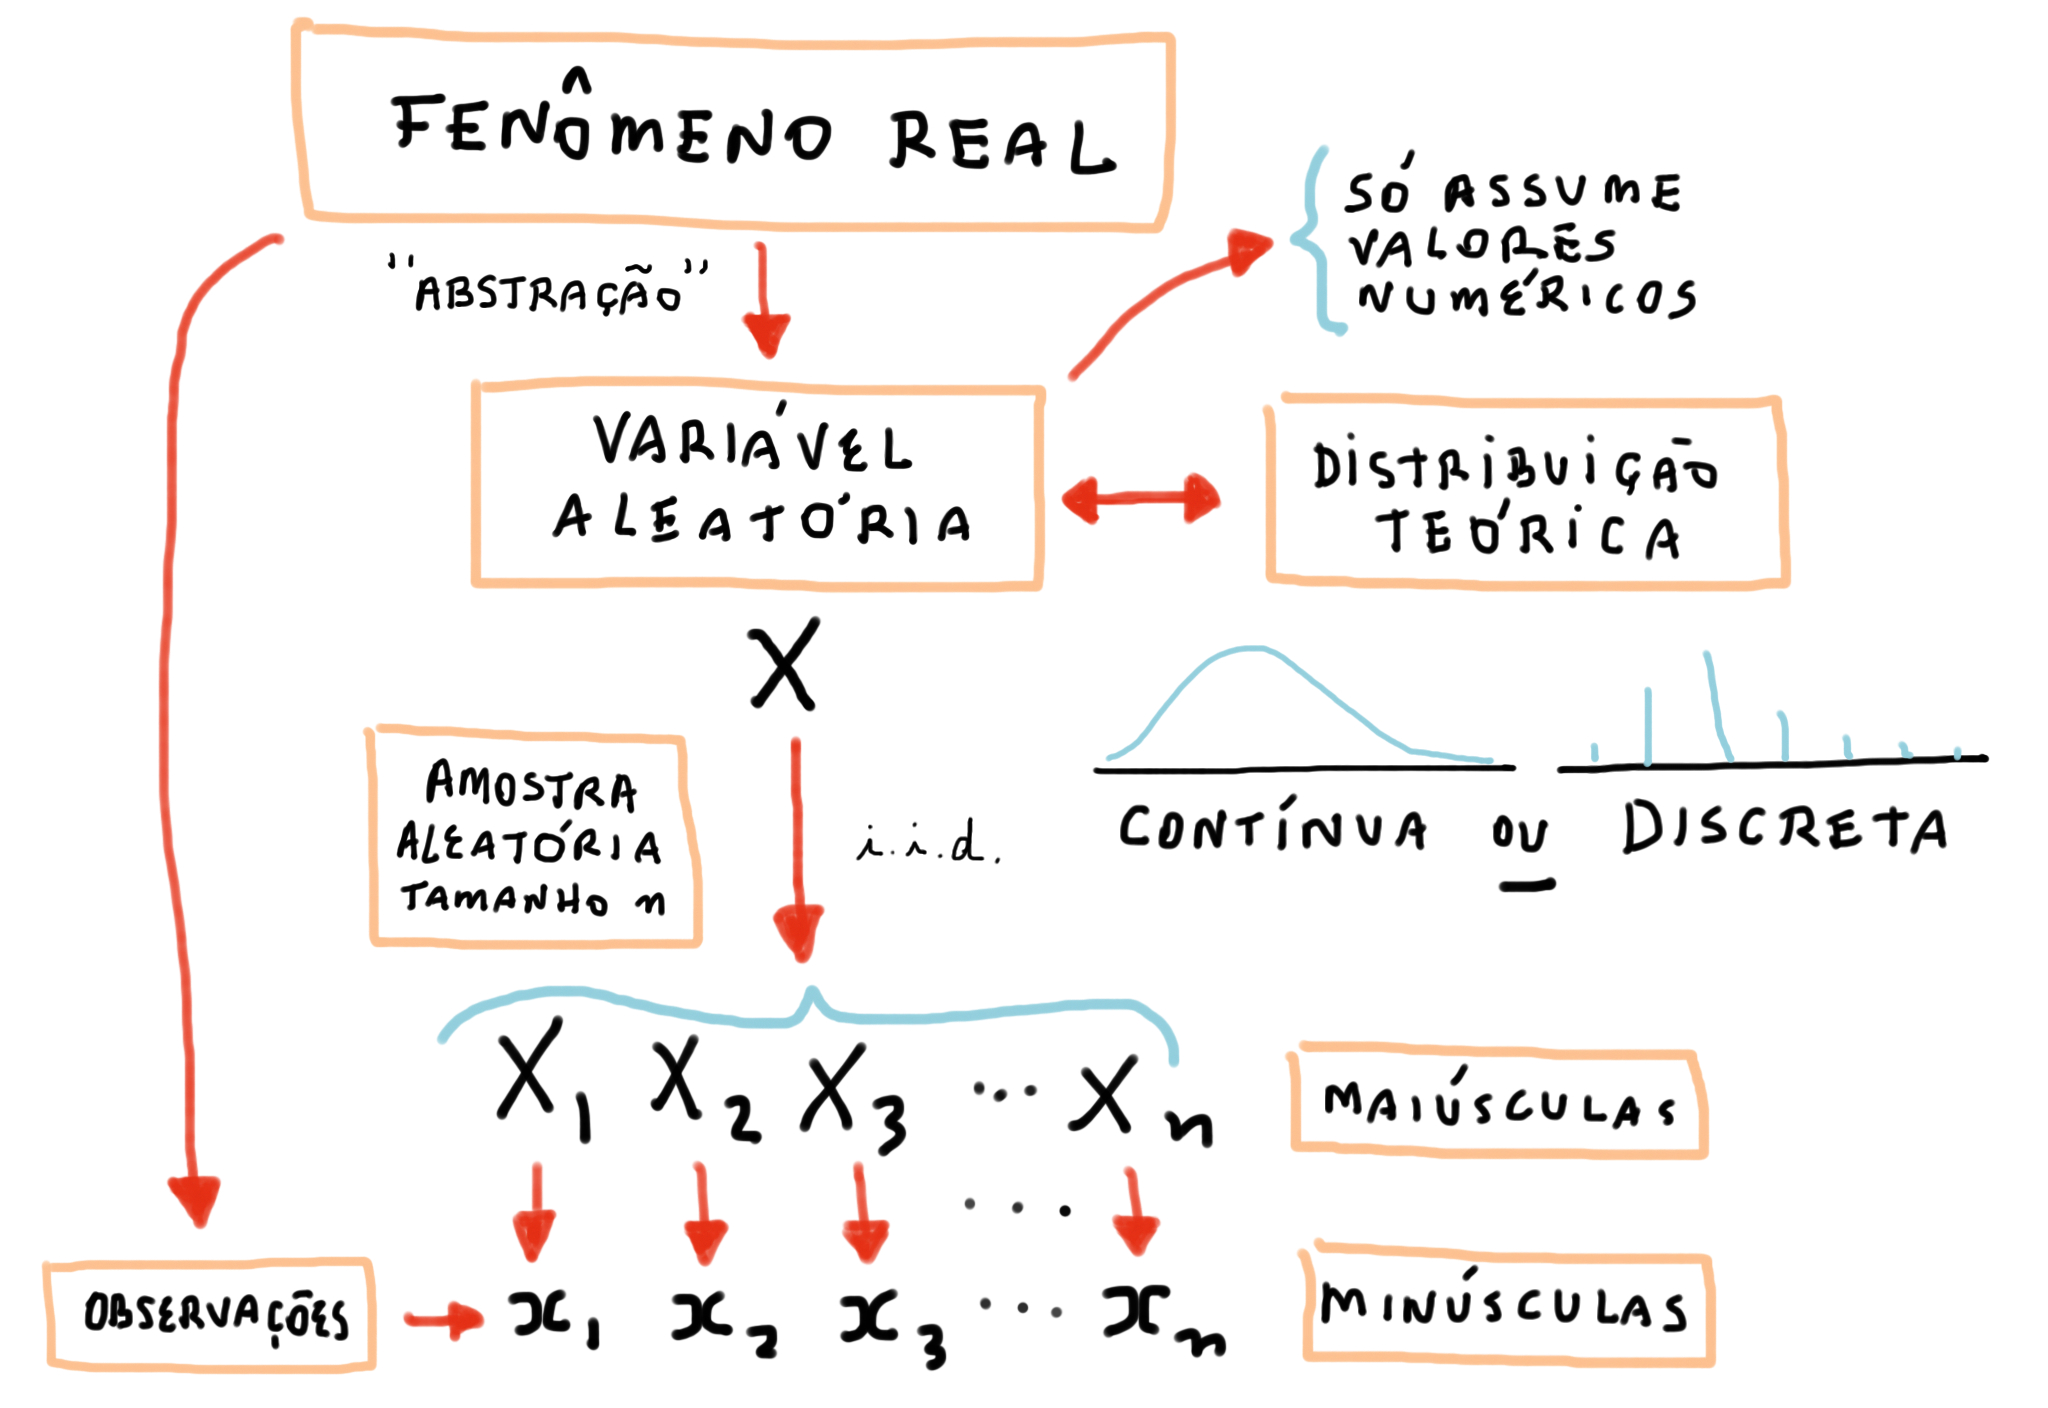 FENÔMENO REAL
"ABSTRAÇÃO"
SÓ ASSUME
VALORES
NUMÉRICOS
VARIÁVEL
ALEATÓRIA
DISTRIBUIÇÃO
TEÓRICA
X
AMOSTRA
ALEATÓRIA
TAMANHO n
i.i.d.
CONTÍNUA OU DISCRETA
X1 X2 X3 ... Xn
MAIÚSCULAS
...
OBSERVAÇÕES
x1 x2 x3 ... xn
MINÚSCULAS